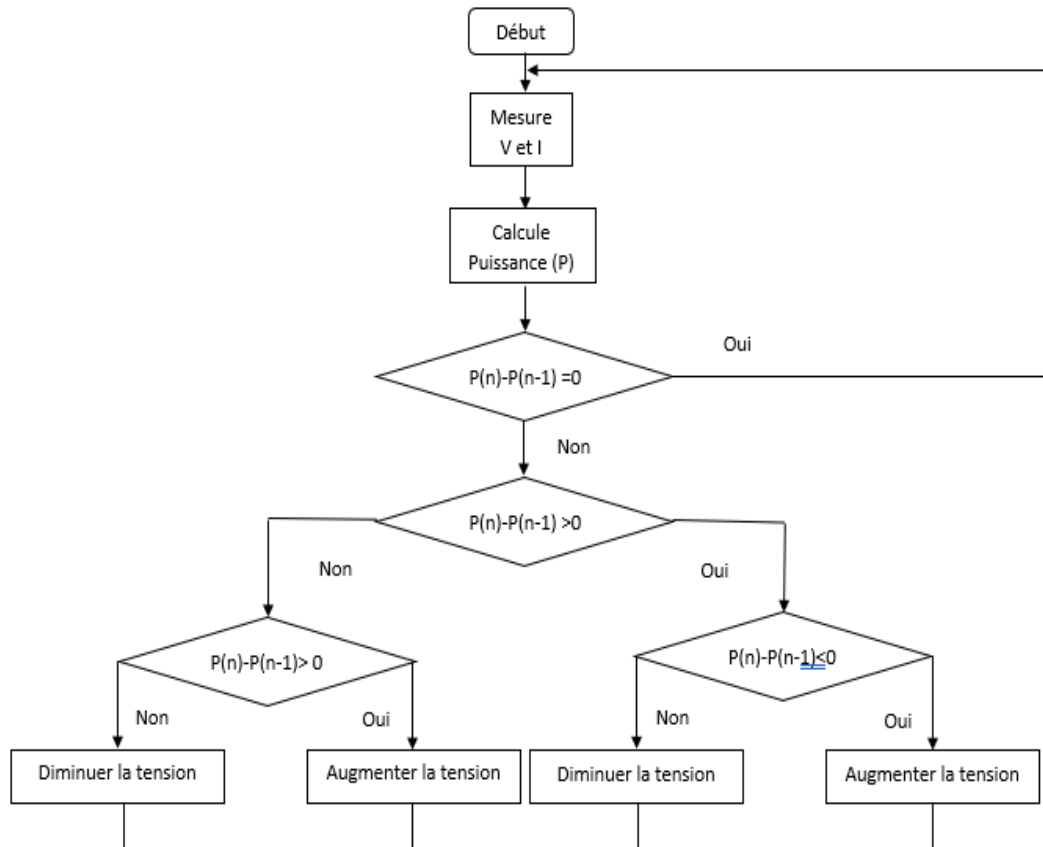 Début
Mesure
V et I
Calcule
Puissance (P)
P(n)-P(n-1) =0
Oui
Non
P(n)-P(n-1) >0
Non
Oui
P(n)-P(n-1)> 0
P(n)-P(n-1)<0
Non
Oui
Non
Oui
Diminuer la tension
Augmenter la tension
Diminuer la tension
Augmenter la tension